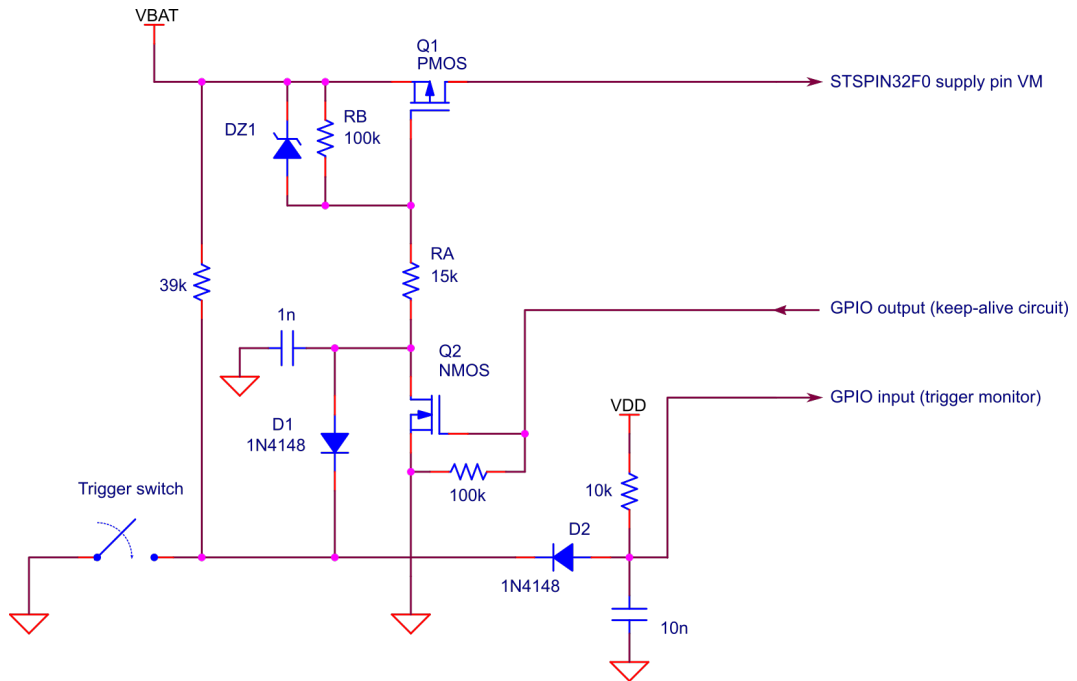 VBAT
Q1
PMOS
STSPIN32F0 supply pin VM
DZ1
RB
100k
RA
15k
39k
1n
GPIO output (keep-alive circuit)
Q2
NMOS
GPIO input (trigger monitor)
VDD
D1
1N4148
Trigger switch
100k
10k
D2
1N4148
10n